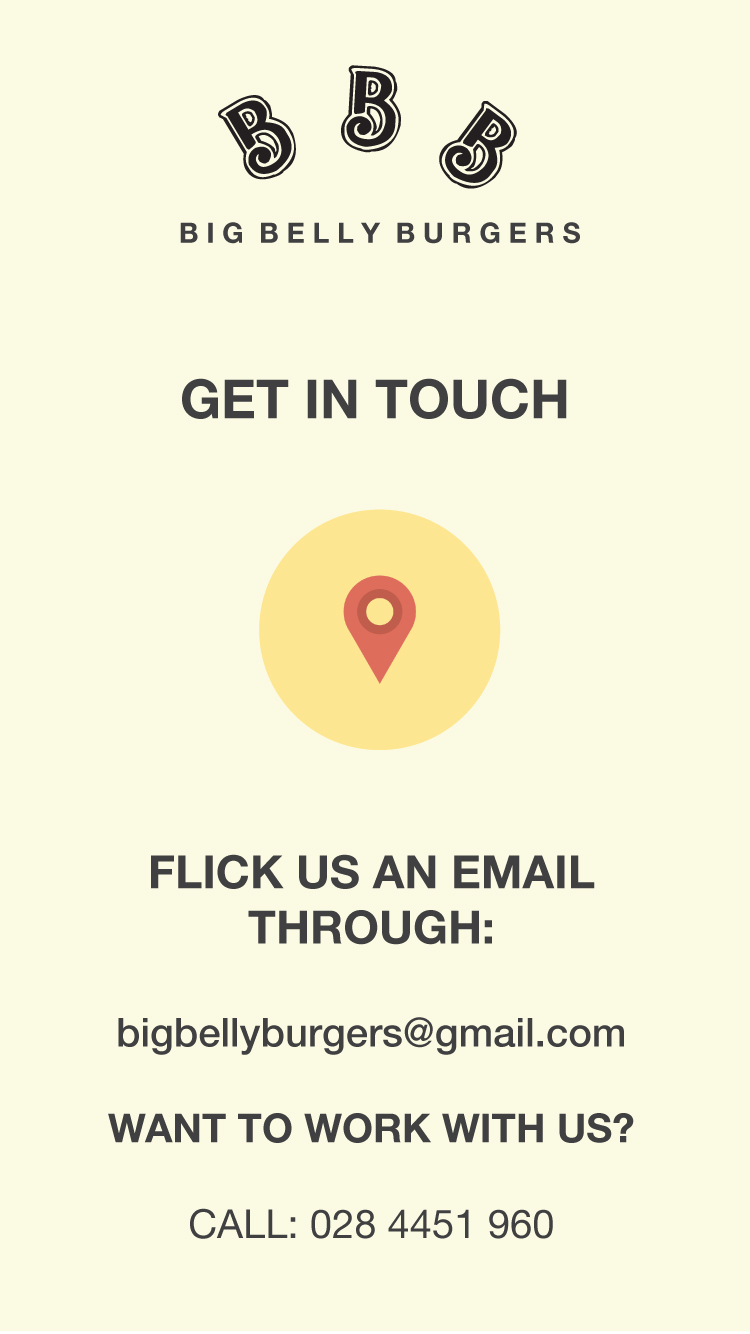 B B B
BIG BELLY BURGERS
GET IN TOUCH
FLICK US AN EMAIL
THROUGH:
bigbellyburgers@gmail.com
WANT TO WORK WITH US?
CALL: 028 4451 960